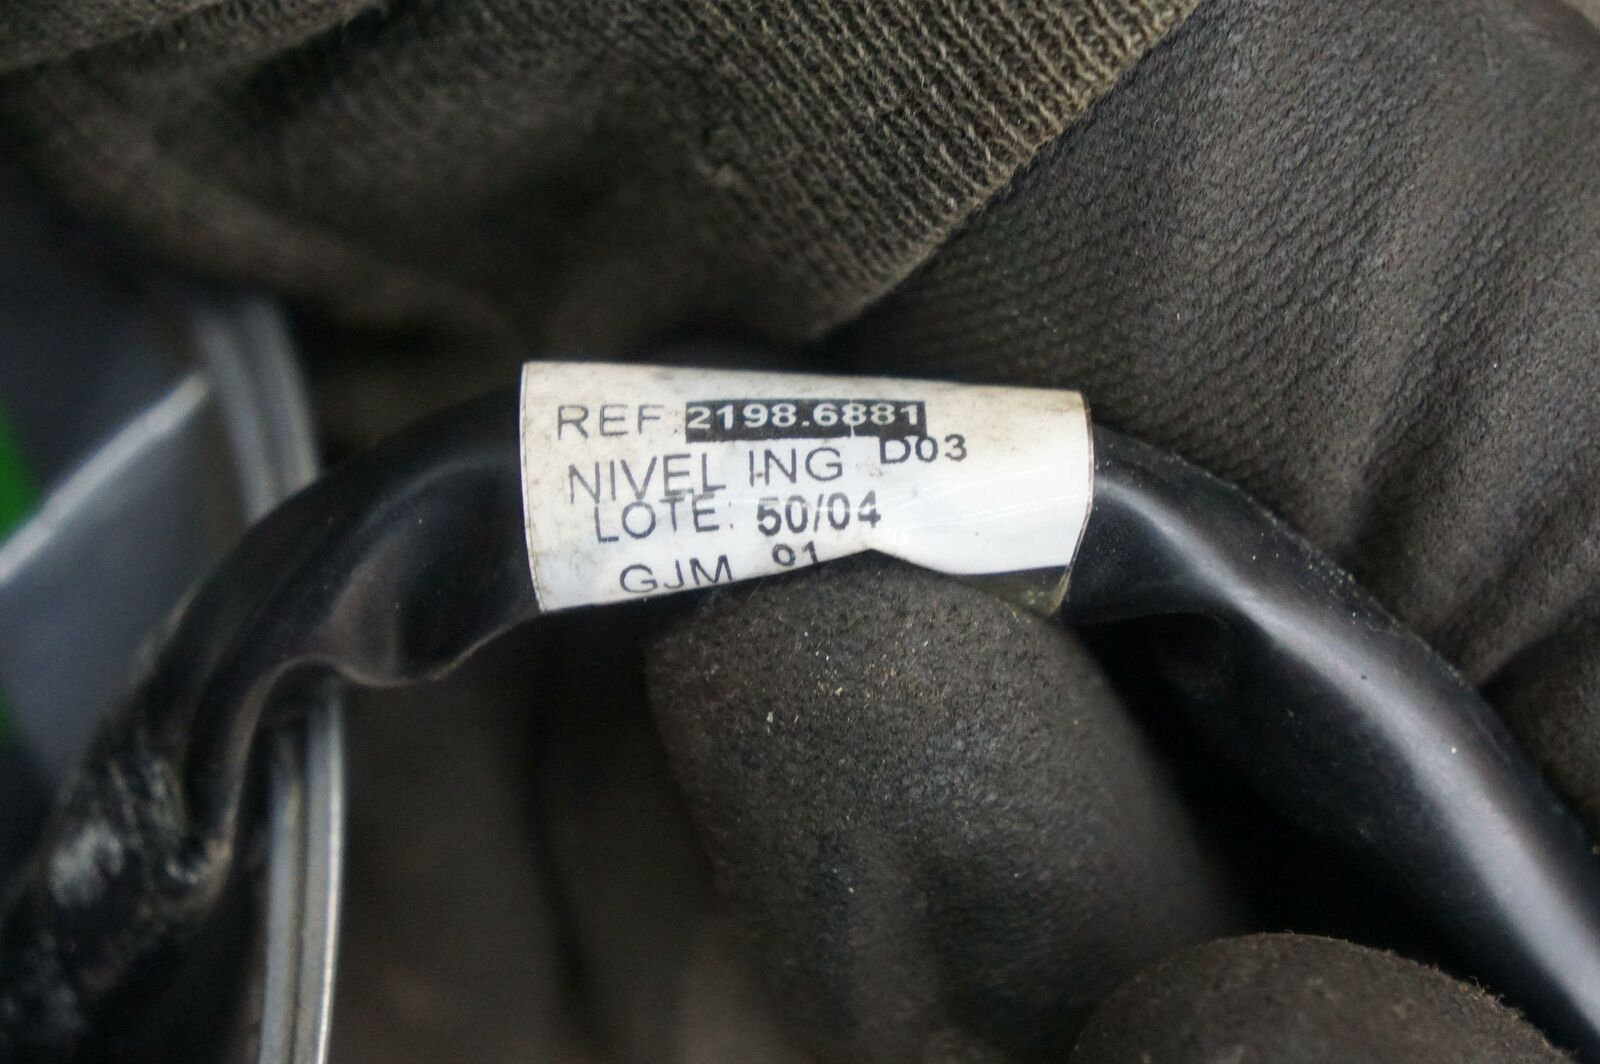 REF: 2198.6881
NIVEL ING D03
LOTE: 50/04
GJM 01